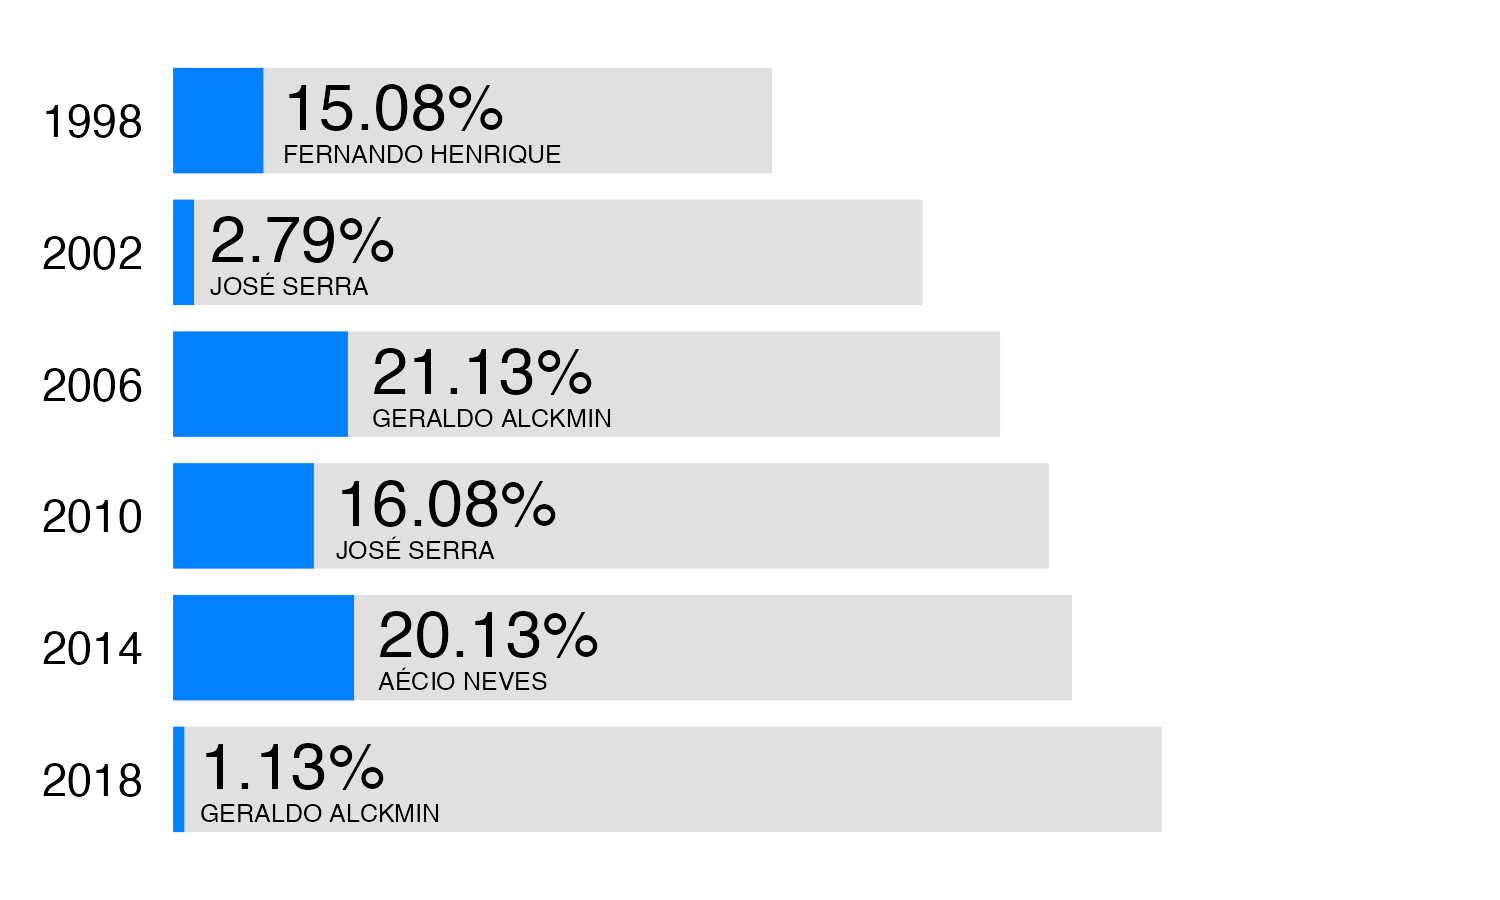 1998
15.08%
FERNANDO HENRIQUE
2002
2.79%
JOSÉ SERRA
2006
21.13%
GERALDO ALCKMIN
2010
16.08%
JOSÉ SERRA
2014
20.13%
AÉCIO NEVES
2018
1.13%
GERALDO ALCKMIN